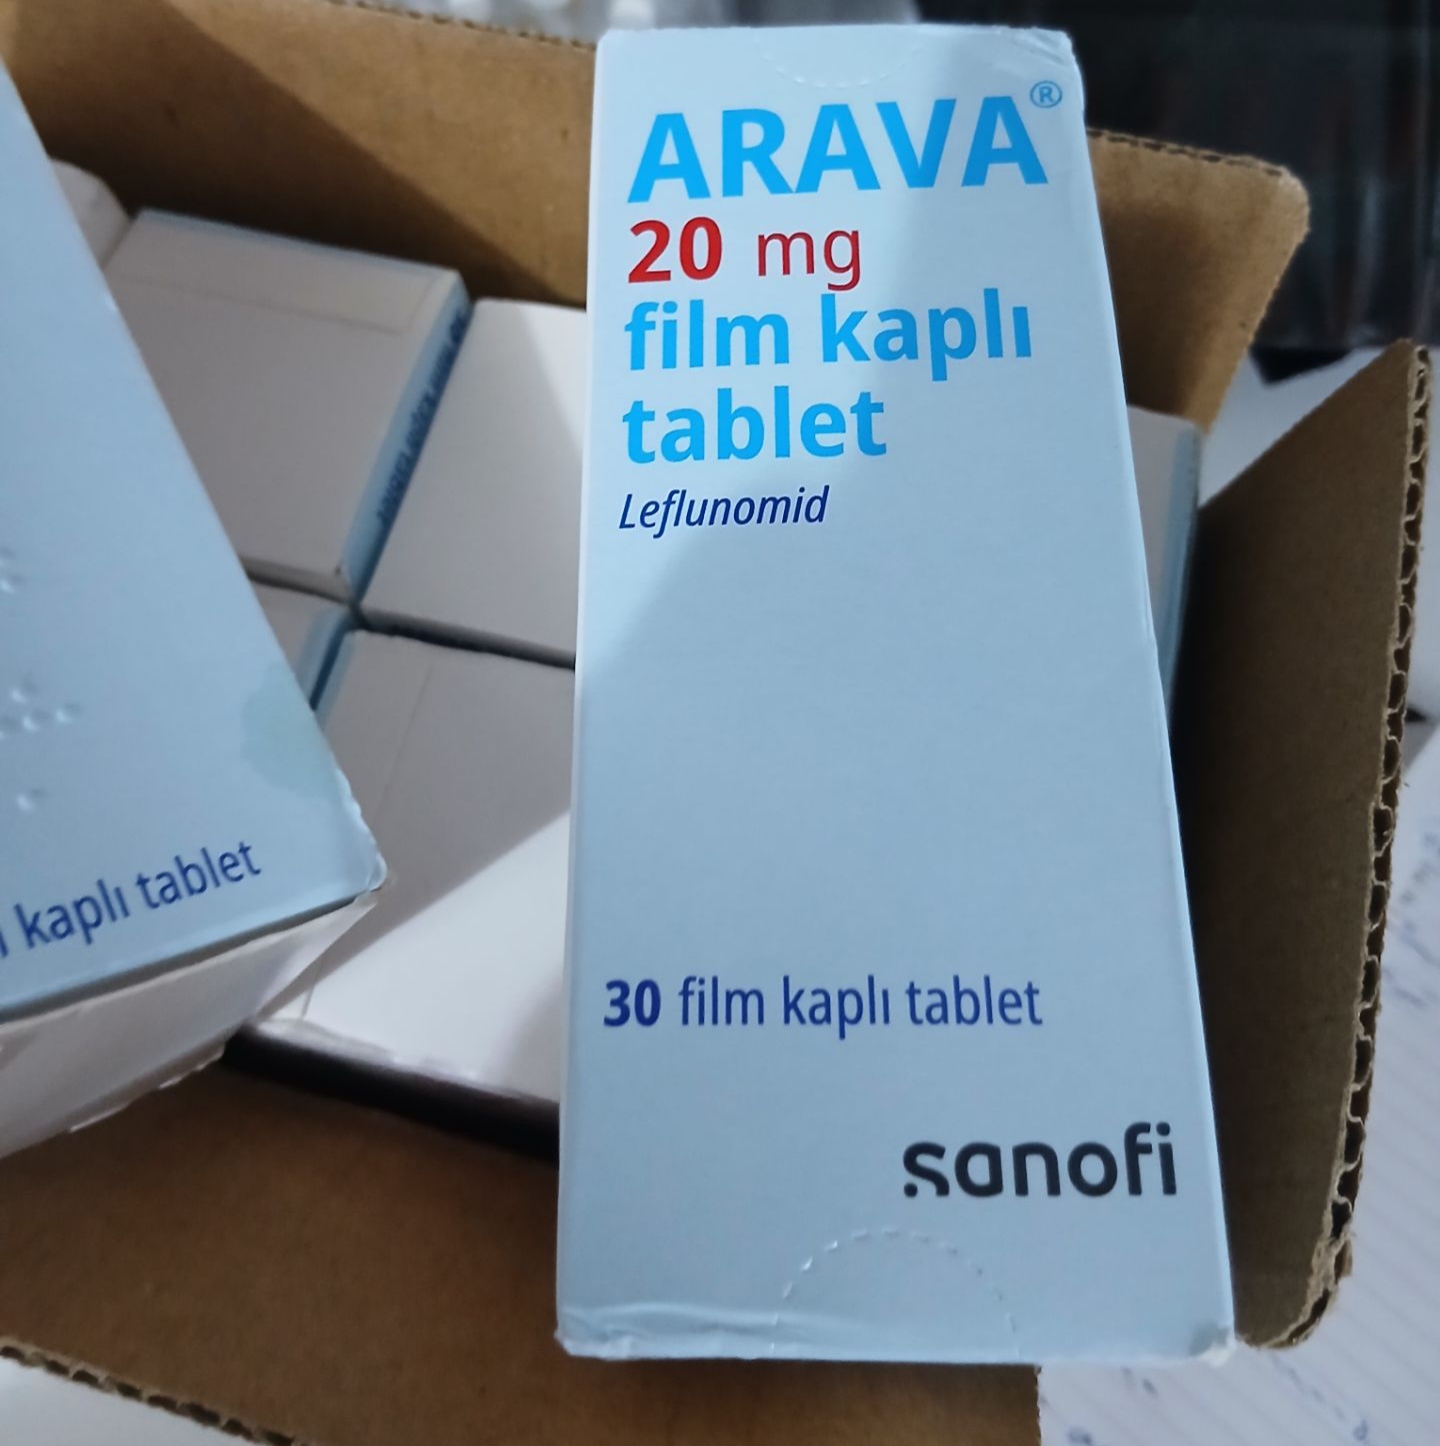 ARAVA®
20 mg
film kaplı
tablet
Leflunomid
30 film kaplı tablet
sanofi
kaplı tablet